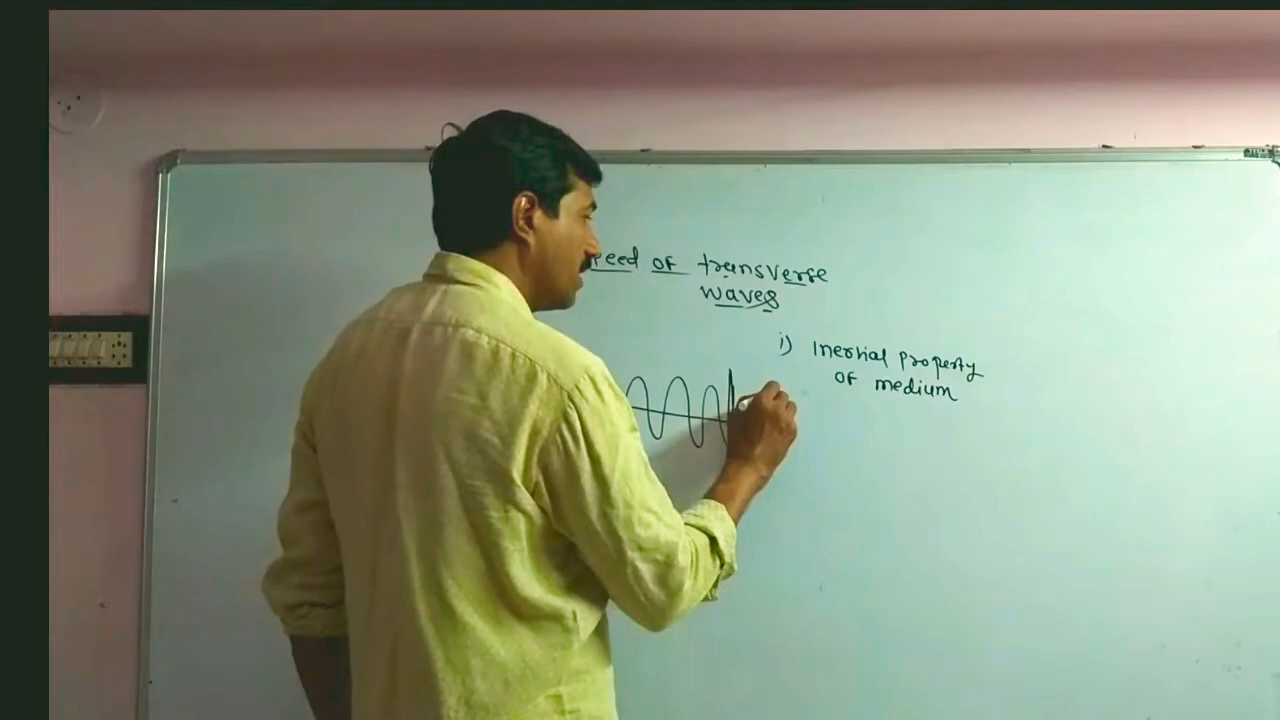 peed of transverse
waves
i) Inertial property
of medium